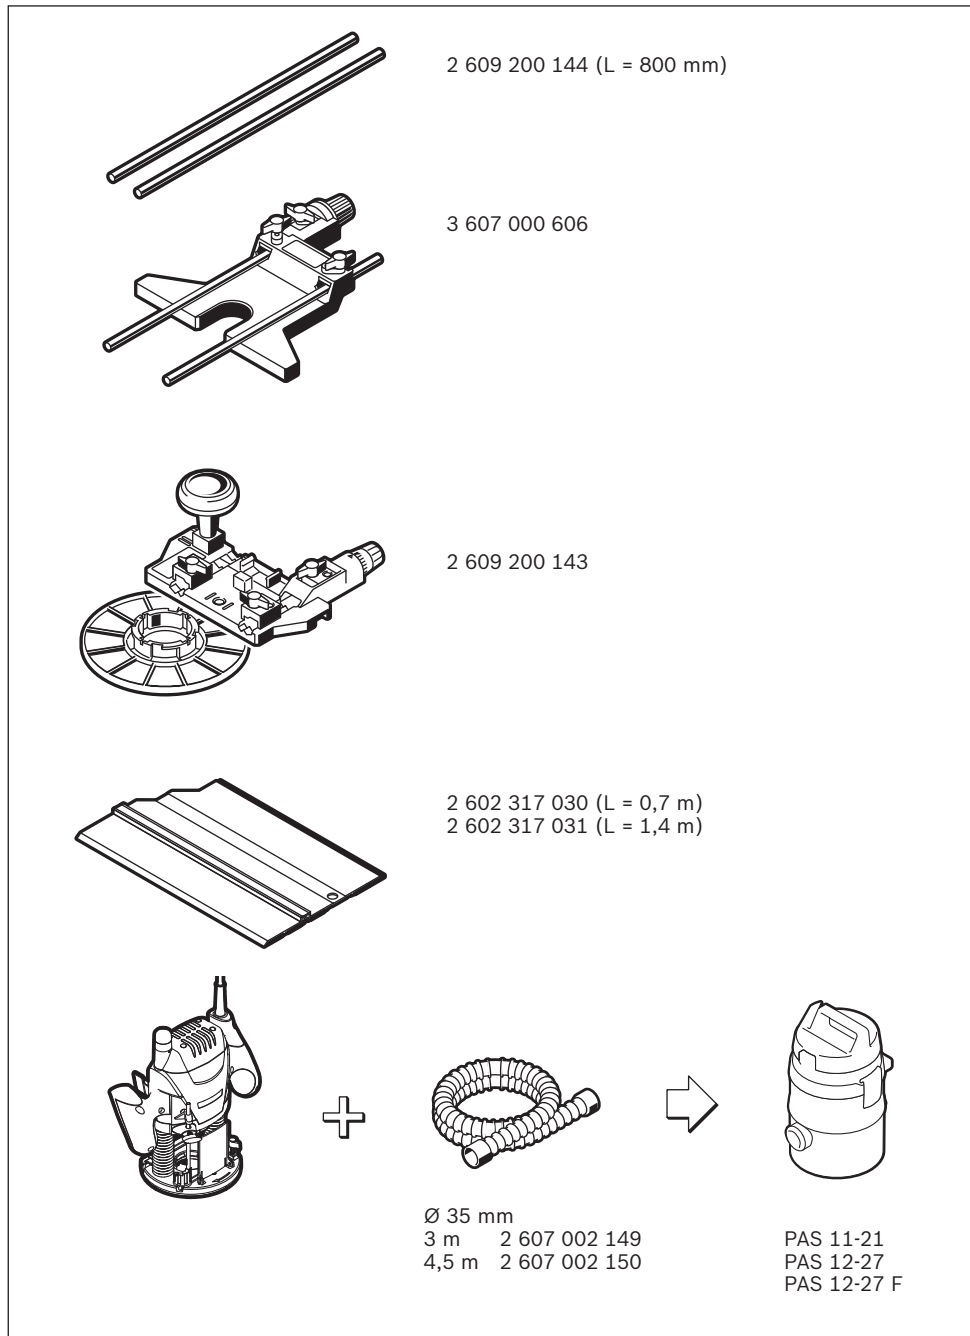 2 609 200 144 (L = 800 mm)
3 607 000 606
2 609 200 143
2 602 317 030 (L = 0,7 m)
2 602 317 031 (L = 1,4 m)
Ø 35 mm
3 m 2 607 002 149
4,5 m 2 607 002 150
PAS 11-21
PAS 12-27
PAS 12-27 F